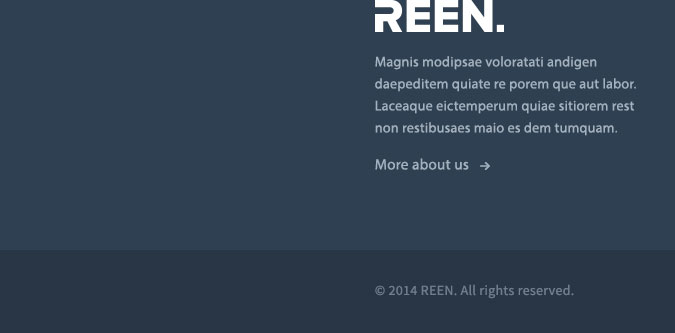 REEN.
Magnis modipsae voloratati andigen
daepeditem quiate re porem que aut labor.
Laceaque eictemperum quiae sitiorem rest
non restibusaes maio es dem tumquam.
More about us →
© 2014 REEN. All rights reserved.